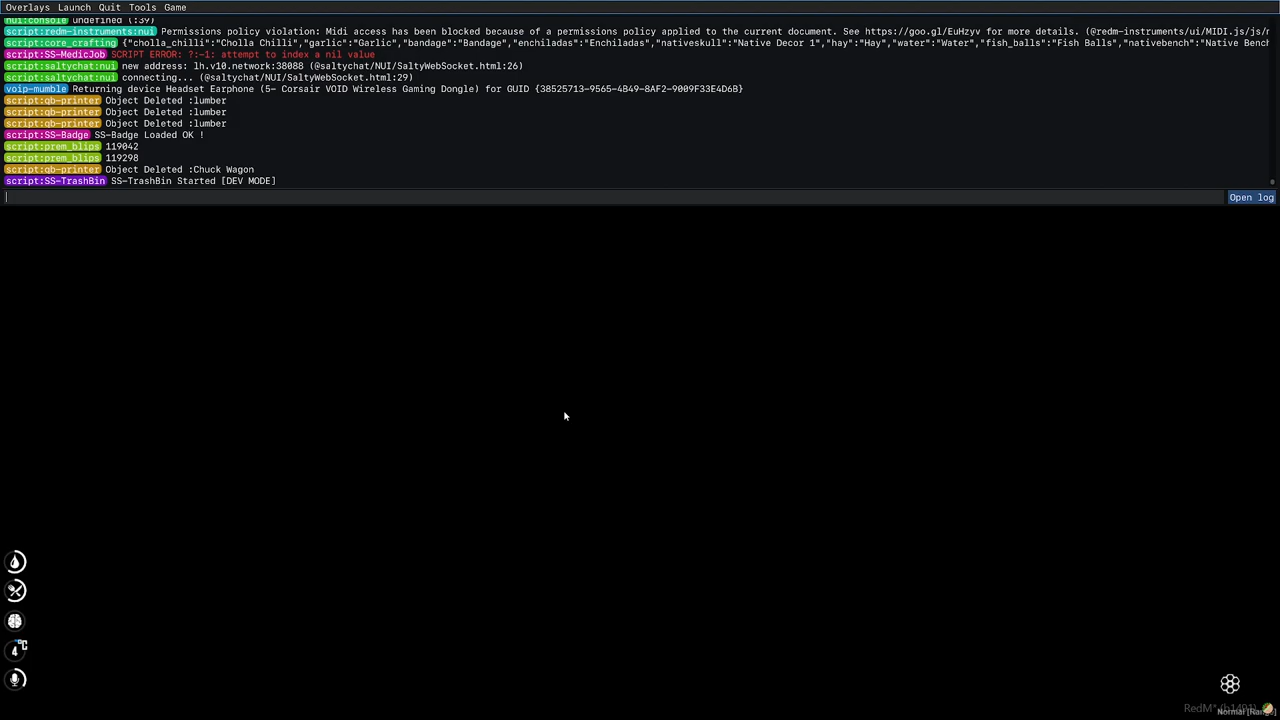 Overlays Launch Quit Tools Game
nui:console undefined (:39)
script:redm-instruments:nui Permissions policy violation: Midi access has been blocked because of a permissions policy applied to the current document. See https://goo.gl/EuHzyv for more details. (@redm-instruments/ui/MIDI.js/js/m
script:core_crafting {"cholla_chilli":"Cholla Chilli","garlic":"Garlic","bandage":"Bandage","enchiladas":"Enchiladas","nativeskull":"Native Decor 1","hay":"Hay","water":"Water","fish_balls":"Fish Balls","nativebench":"Native Bench
script:SS-MedicJob SCRIPT ERROR: ?:-1: attempt to index a nil value
script:saltychat:nui new address: lh.v10.network:38088 (@saltychat/NUI/SaltyWebSocket.html:26)
script:saltychat:nui connecting... (@saltychat/NUI/SaltyWebSocket.html:29)
voip-mumble Returning device Headset Earphone (5- Corsair VOID Wireless Gaming Dongle) for GUID {38525713-9565-4B49-8AF2-9009F33E4D6B}
script:qb-printer Object Deleted :lumber
script:qb-printer Object Deleted :lumber
script:qb-printer Object Deleted :lumber
script:SS-Badge SS-Badge Loaded OK !
script:prem_blips 119042
script:prem_blips 119298
script:qb-printer Object Deleted :Chuck Wagon
script:SS-TrashBin SS-TrashBin Started [DEV MODE]
Open log
4 °C
RedM* (b1491)
Normal